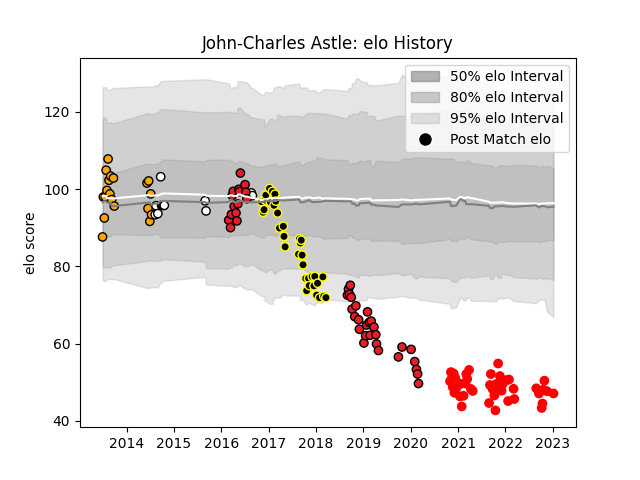 John-Charles Astle: elo History
50% elo Interval
80% elo Interval
95% elo Interval
Post Match elo
elo score
120
100
80
60
40
2014 2015 2016 2017 2018 2019 2020 2021 2022 2023